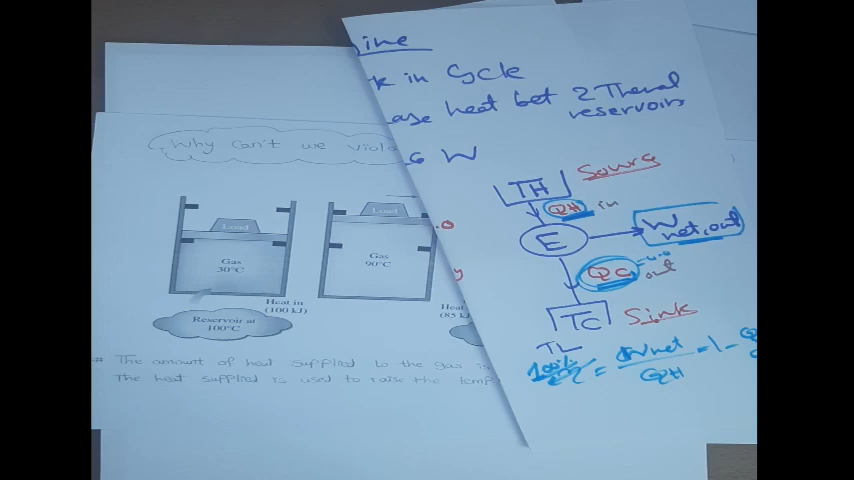 ine
in Cycle
heat bet 2 Thermal
reservoirs
W
Source
TH
QH in
E
W
net,out
QC out
TC
Sink
TL
100%
= Wnet = 1 - Q
QH
Why Can't we Viola
Load
Gas
30°C
Heat in
(100 kJ)
Reservoir at
100°C
Load
Gas
90°C
Heat
(85 kJ
# The amount of heat supplied to the gas is
The heat supplied is used to raise the temp